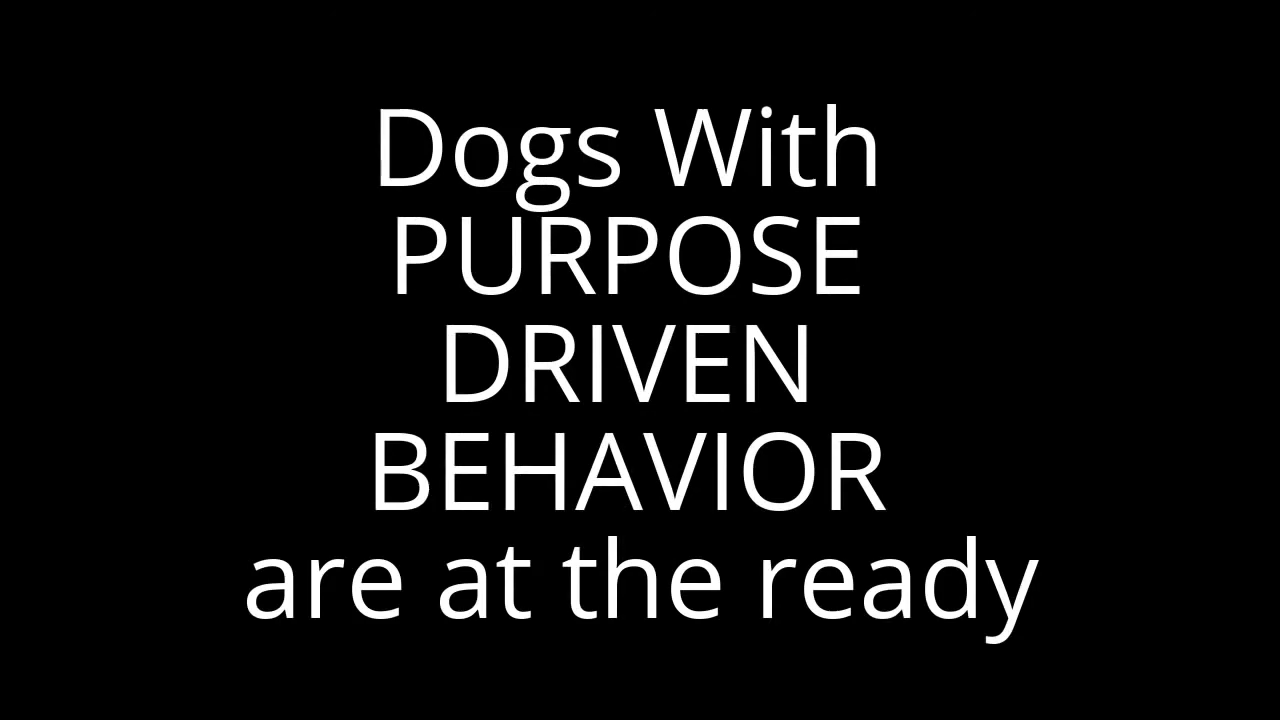 Dogs With
PURPOSE
DRIVEN
BEHAVIOR
are at the ready